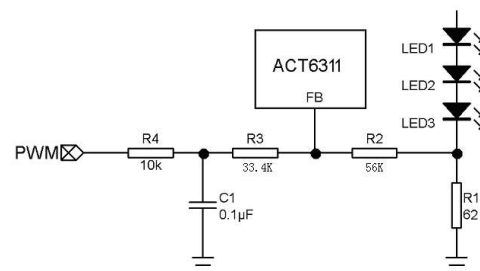 LED1
ACT6311
LED2
FB
LED3
PWM
R4
R3
R2
10k
33.4K
56K
C1
0.1µF
R1
62